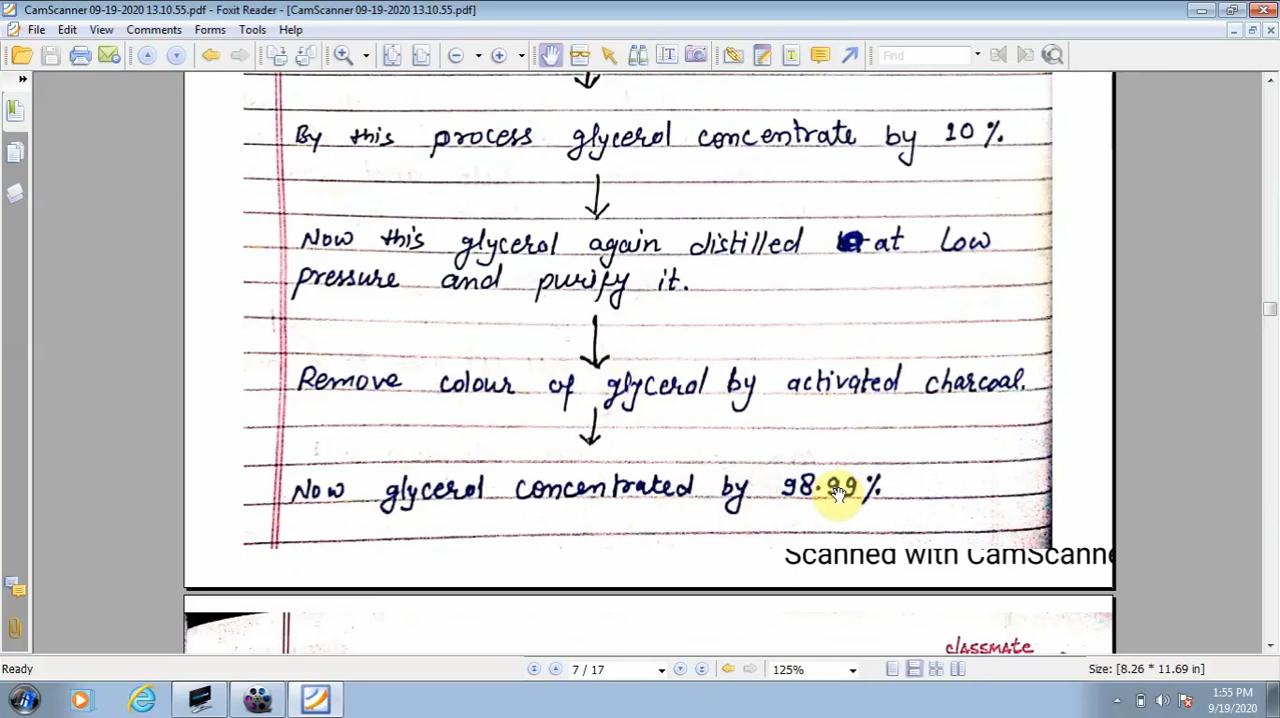 CamScanner 09-19-2020 13.10.55.pdf - Foxit Reader - [CamScanner 09-19-2020 13.10.55.pdf]
File Edit View Comments Forms Tools Help
Find
By this process glycerol concentrate by 10%.
Now this glycerol again distilled at low
pressure and purify it.
Remove colour of glycerol by activated charcoal.
Now glycerol concentrated by 98.99%
Scanned with CamScanne
classmate
Ready
7 / 17
125%
Size: [8.26 * 11.69 in]
1:55 PM
9/19/2020